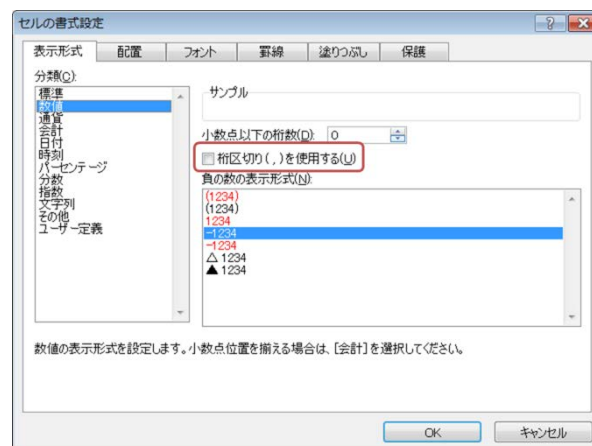 セルの書式設定
表示形式 配置 フォント 罫線 塗りつぶし 保護
分類(C):
標準
数値
通貨
会計
日付
時刻
パーセンテージ
分数
指数
文字列
その他
ユーザー定義
サンプル
小数点以下の桁数(D): 0
桁区切り(,)を使用する(U)
負の数の表示形式(N):
(1234)
(1234)
1234
-1234
-1234
△ 1234
▲ 1234
数値の表示形式を設定します。小数点位置を揃える場合は、[会計]を選択してください。
OK キャンセル